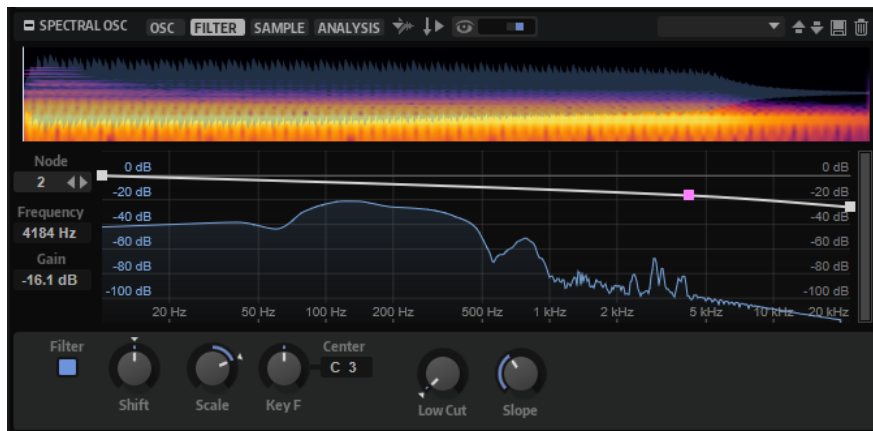 SPECTRAL OSC OSC FILTER SAMPLE ANALYSIS
Node
2
Frequency
4184 Hz
Gain
-16.1 dB
0 dB 0 dB
-20 dB -20 dB
-40 dB -40 dB
-60 dB -60 dB
-80 dB -80 dB
-100 dB -100 dB
20 Hz 50 Hz 100 Hz 200 Hz 500 Hz 1 kHz 2 kHz 5 kHz 10 kHz 20 kHz
Filter Center
C 3
Shift Scale Key F Low Cut Slope